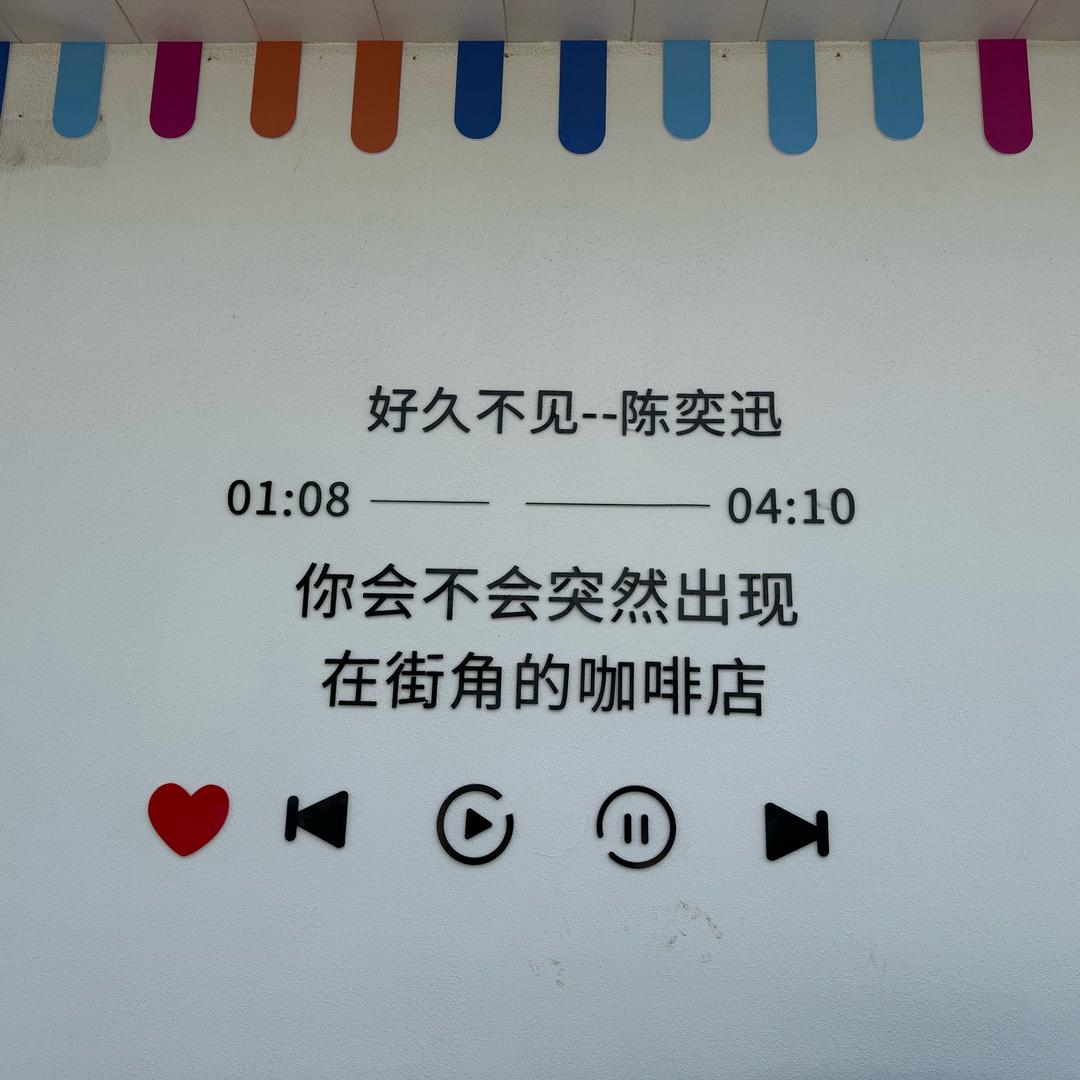 好久不见--陈奕迅
01:08 —— —— 04:10
你会不会突然出现
在街角的咖啡店